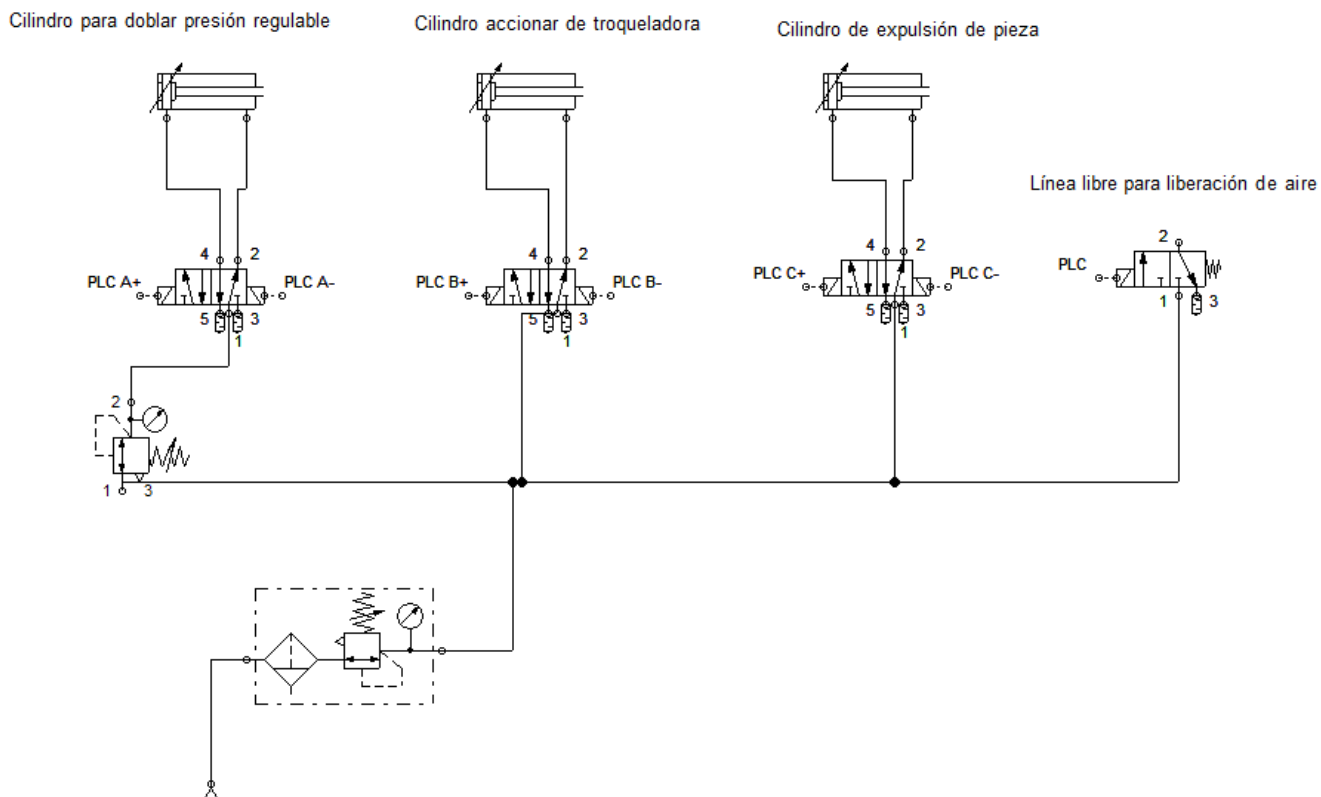 Cilindro para doblar presión regulable
Cilindro accionar de troqueladora
Cilindro de expulsión de pieza
Línea libre para liberación de aire
4 2
PLC A+ PLC A-
5 3
1
4 2
PLC B+ PLC B-
5 3
1
4 2
PLC C+ PLC C-
5 3
1
2
PLC
1 3
2
1 3